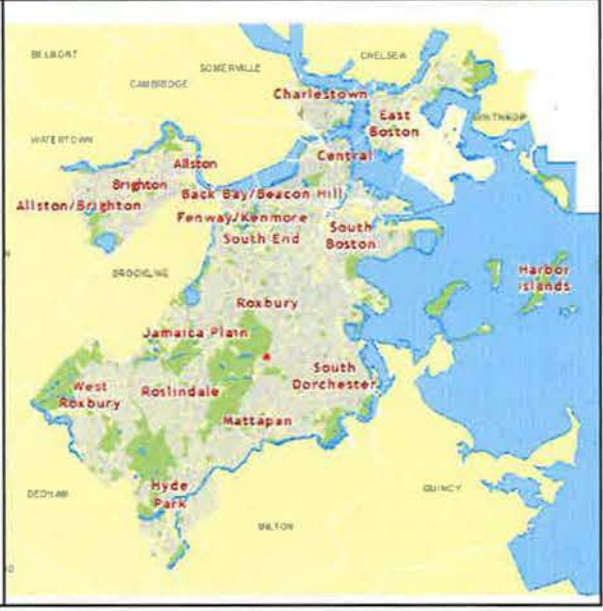 BELMONT
CHELSEA
SOMERVILLE
CAMBRIDGE
Charlestown
WINTHROP
East
Boston
WATERTOWN
Central
Allston
Brighton
Back Bay/Beacon Hill
Allston/Brighton
Fenway/Kenmore
South End
South
Boston
BROOKLINE
Harbor
Islands
Roxbury
Jamaica Plain
South
Dorchester
West
Roxbury
Roslindale
Mattapan
Hyde
Park
DEDHAM
QUINCY
MILTON